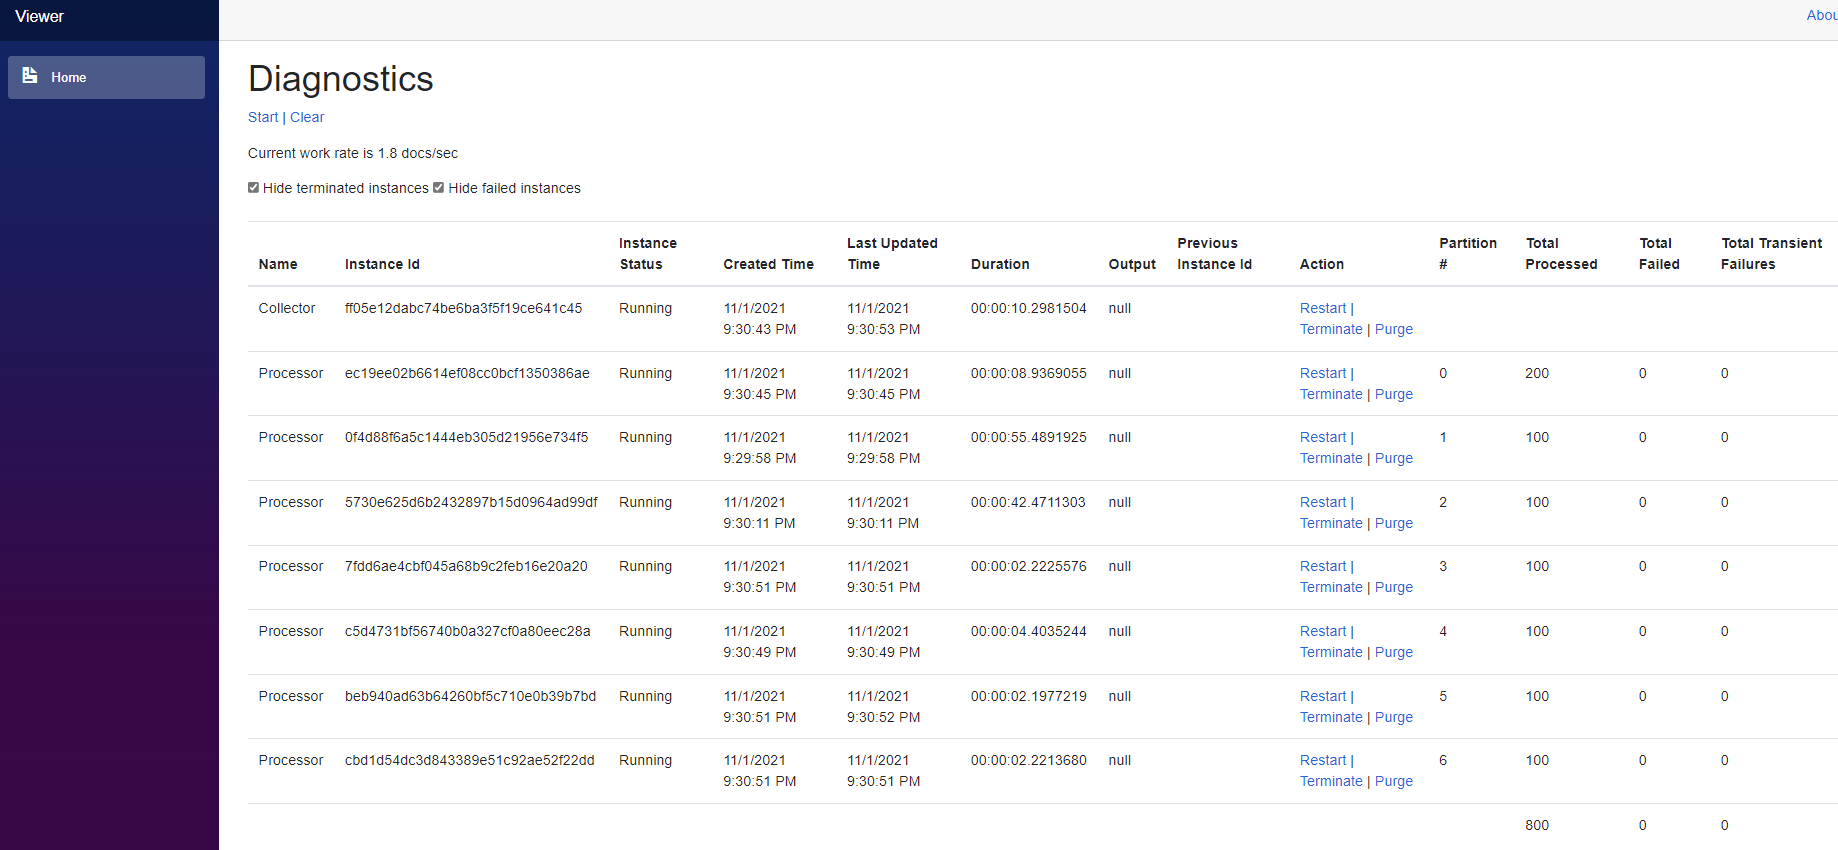 Viewer
Abou
Home
Diagnostics
Start | Clear
Current work rate is 1.8 docs/sec
Hide terminated instances Hide failed instances
Name Instance Id Instance Status Created Time Last Updated Time Duration Output Previous Instance Id Action Partition # Total Processed Total Failed Total Transient Failures
Collector ff05e12dabc74be6ba3f5f19ce641c45 Running 11/1/2021 9:30:43 PM 11/1/2021 9:30:53 PM 00:00:10.2981504 null Restart | Terminate | Purge
Processor ec19ee02b6614ef08cc0bcf1350386ae Running 11/1/2021 9:30:45 PM 11/1/2021 9:30:45 PM 00:00:08.9369055 null Restart | Terminate | Purge 0 200 0 0
Processor 0f4d88f6a5c1444eb305d21956e734f5 Running 11/1/2021 9:29:58 PM 11/1/2021 9:29:58 PM 00:00:55.4891925 null Restart | Terminate | Purge 1 100 0 0
Processor 5730e625d6b2432897b15d0964ad99df Running 11/1/2021 9:30:11 PM 11/1/2021 9:30:11 PM 00:00:42.4711303 null Restart | Terminate | Purge 2 100 0 0
Processor 7fdd6ae4cbf045a68b9c2feb16e20a20 Running 11/1/2021 9:30:51 PM 11/1/2021 9:30:51 PM 00:00:02.2225576 null Restart | Terminate | Purge 3 100 0 0
Processor c5d4731bf56740b0a327cf0a80eec28a Running 11/1/2021 9:30:49 PM 11/1/2021 9:30:49 PM 00:00:04.4035244 null Restart | Terminate | Purge 4 100 0 0
Processor beb940ad63b64260bf5c710e0b39b7bd Running 11/1/2021 9:30:51 PM 11/1/2021 9:30:52 PM 00:00:02.1977219 null Restart | Terminate | Purge 5 100 0 0
Processor cbd1d54dc3d843389e51c92ae52f22dd Running 11/1/2021 9:30:51 PM 11/1/2021 9:30:51 PM 00:00:02.2213680 null Restart | Terminate | Purge 6 100 0 0
800 0 0